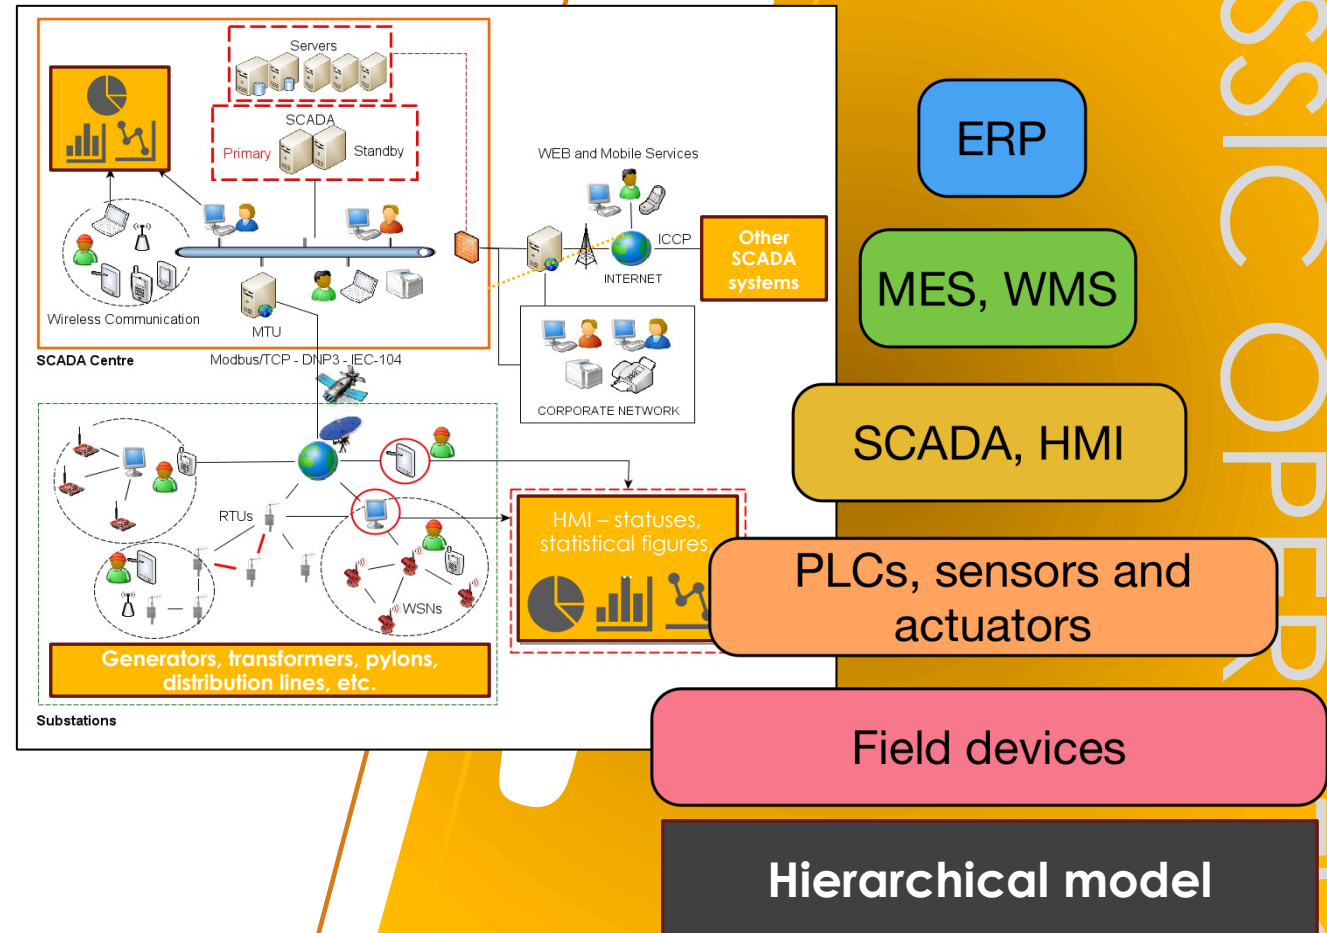 Servers
SCADA
Primary
Standby
Wireless Communication
MTU
SCADA Centre
Modbus/TCP - DNP3 - IEC-104
WEB and Mobile Services
ICCP
INTERNET
Other
SCADA
systems
CORPORATE NETWORK
RTUs
WSNs
HMI – statuses,
statistical figures,
Generators, transformers, pylons,
distribution lines, etc.
Substations
ERP
MES, WMS
SCADA, HMI
PLCs, sensors and
actuators
Field devices
Hierarchical model